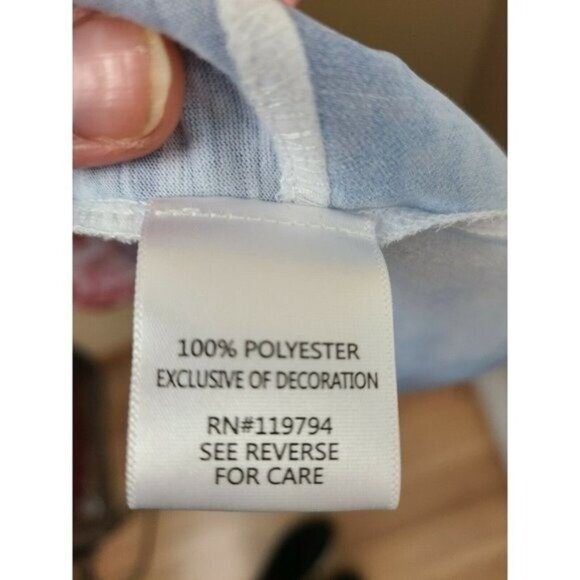 100% POLYESTER
EXCLUSIVE OF DECORATION
RN#119794
SEE REVERSE
FOR CARE